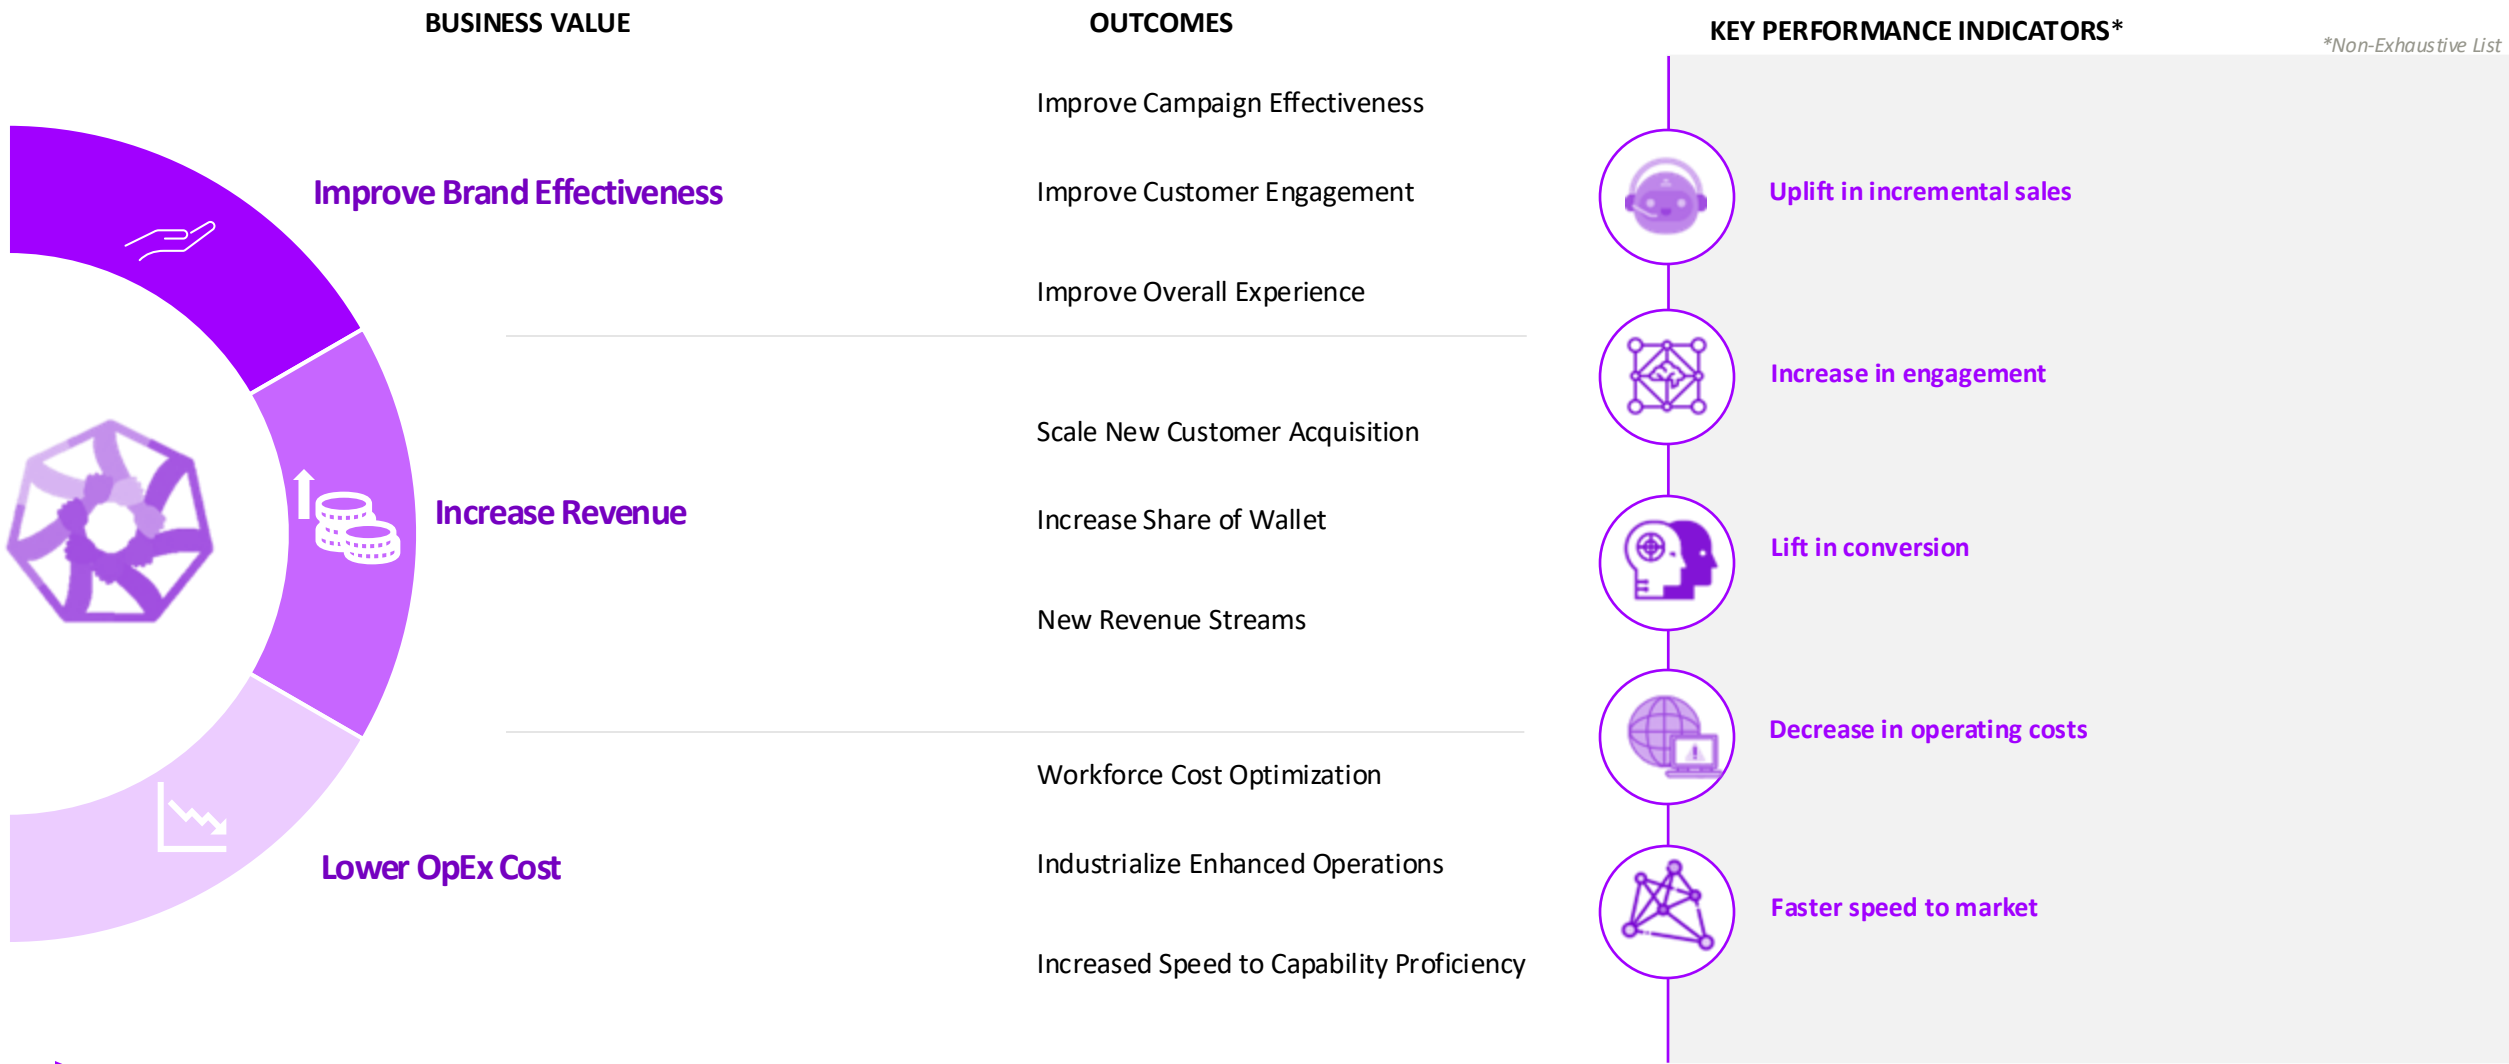 BUSINESS VALUE
OUTCOMES
KEY PERFORMANCE INDICATORS*
*Non-Exhaustive List
Improve Brand Effectiveness
Improve Campaign Effectiveness
Improve Customer Engagement
Improve Overall Experience
Increase Revenue
Scale New Customer Acquisition
Increase Share of Wallet
New Revenue Streams
Lower OpEx Cost
Workforce Cost Optimization
Industrialize Enhanced Operations
Increased Speed to Capability Proficiency
Uplift in incremental sales
Increase in engagement
Lift in conversion
Decrease in operating costs
Faster speed to market